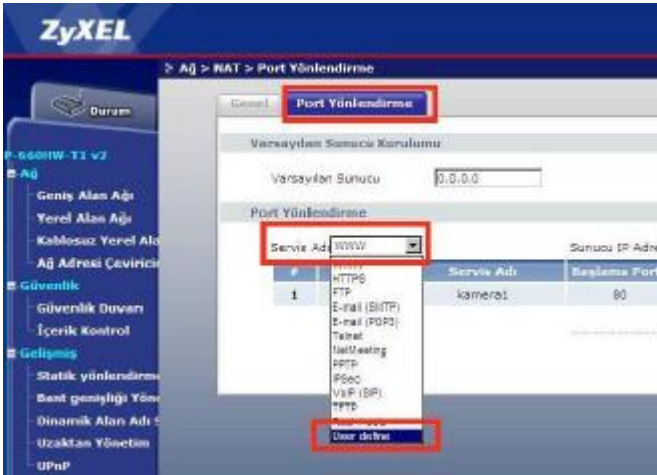 ZyXEL
Ağ > NAT > Port Yönlendirme
Durum
Genel
Port Yönlendirme
P-660HW-T1 v2
Varsayılan Sunucu Kurulumu
Ağ
Varsayılan Sunucu
0.0.0.0
Geniş Alan Ağı
Yerel Alan Ağı
Port Yönlendirme
Kablosuz Yerel Ala
Servis Adı
WWW
Sunucu IP Adre
Ağ Adresi Çevirici
#
Servis Adı
Başlama Port
Güvenlik
1
kamera1
80
Güvenlik Duvarı
İçerik Kontrol
Gelişmiş
Statik yönlendirme
Bant genişliği Yöne
Dinamik Alan Adı S
Uzaktan Yönetim
UPnP
WWW
HTTPS
FTP
E-mail (SMTP)
E-mail (POP3)
Telnet
NetMeeting
PPTP
IPSec
VoIP (SIP)
TFTP
User define